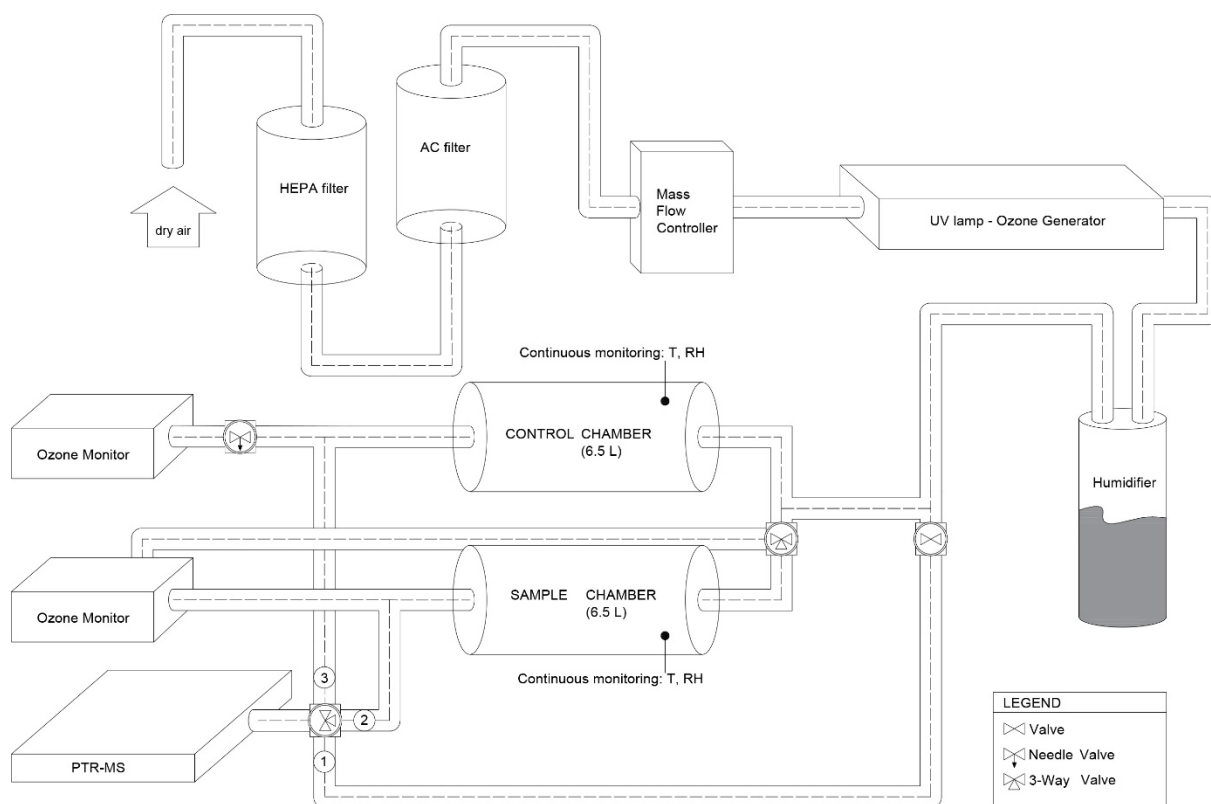 dry air
HEPA filter
AC filter
Mass
Flow
Controller
UV lamp - Ozone Generator
Continuous monitoring: T, RH
Ozone Monitor
CONTROL CHAMBER
(6.5 L)
Humidifier
Ozone Monitor
SAMPLE CHAMBER
(6.5 L)
Continuous monitoring: T, RH
3
2
1
PTR-MS
LEGEND
Valve
Needle Valve
3-Way Valve